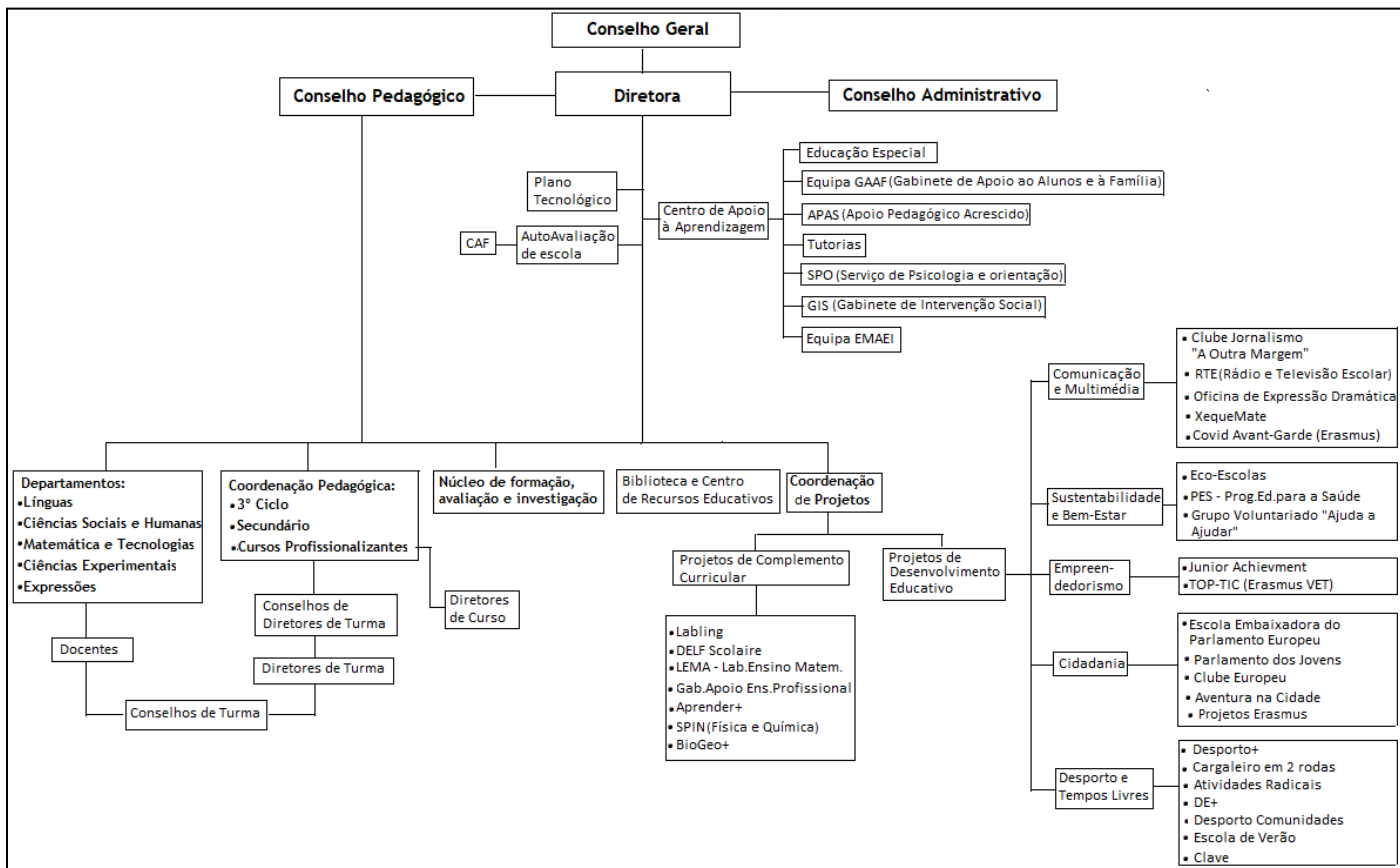 Conselho Geral
Conselho Pedagógico
Diretora
Conselho Administrativo
Plano
Tecnológico
CAF
AutoAvaliação
de escola
Centro de Apoio
à Aprendizagem
Educação Especial
Equipa GAAF (Gabinete de Apoio ao Alunos e à Família)
APAS (Apoio Pedagógico Acrescido)
Tutorias
SPO (Serviço de Psicologia e orientação)
GIS (Gabinete de Intervenção Social)
Equipa EMAEI
Departamentos:
•Línguas
•Ciências Sociais e Humanas
•Matemática e Tecnologias
•Ciências Experimentais
•Expressões
Docentes
Coordenação Pedagógica:
•3º Ciclo
•Secundário
•Cursos Profissionalizantes
Conselhos de
Diretores de Turma
Diretores de Turma
Conselhos de Turma
Diretores
de Curso
Núcleo de formação,
avaliação e investigação
Biblioteca e Centro
de Recursos Educativos
Coordenação
de Projetos
Projetos de Complemento
Curricular
•Labling
•DELF Scolaire
•LEMA - Lab.Ensino Matem.
•Gab.Apoio Ens.Profissional
•Aprender+
•SPIN(Física e Química)
•BioGeo+
Projetos de
Desenvolvimento
Educativo
Comunicação
e Multimédia
• Clube Jornalismo
"A Outra Margem"
• RTE(Rádio e Televisão Escolar)
• Oficina de Expressão Dramática
• XequeMate
• Covid Avant-Garde (Erasmus)
Sustentabilidade
e Bem-Estar
• Eco-Escolas
• PES - Prog.Ed.para a Saúde
• Grupo Voluntariado "Ajuda a
Ajudar"
Empreen-
dedorismo
•Junior Achievment
•TOP-TIC (Erasmus VET)
Cidadania
•Escola Embaixadora do
Parlamento Europeu
• Parlamento dos Jovens
• Clube Europeu
• Aventura na Cidade
• Projetos Erasmus
Desporto e
Tempos Livres
• Desporto+
• Cargaleiro em 2 rodas
• Atividades Radicais
• DE+
• Desporto Comunidades
• Escola de Verão
• Clave